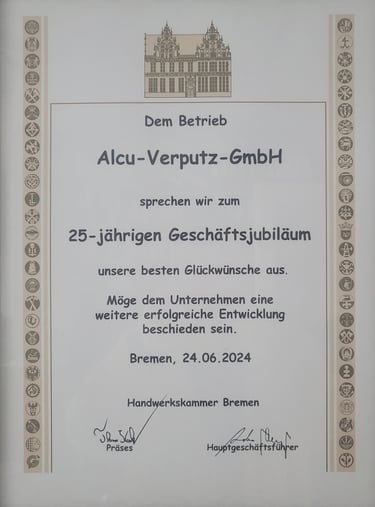 Dem Betrieb
Alcu-Verputz-GmbH
sprechen wir zum
25-jährigen Geschäftsjubiläum
unsere besten Glückwünsche aus.
Möge dem Unternehmen eine
weitere erfolgreiche Entwicklung
beschieden sein.
Bremen, 24.06.2024
Handwerkskammer Bremen
Präses Hauptgeschäftsführer